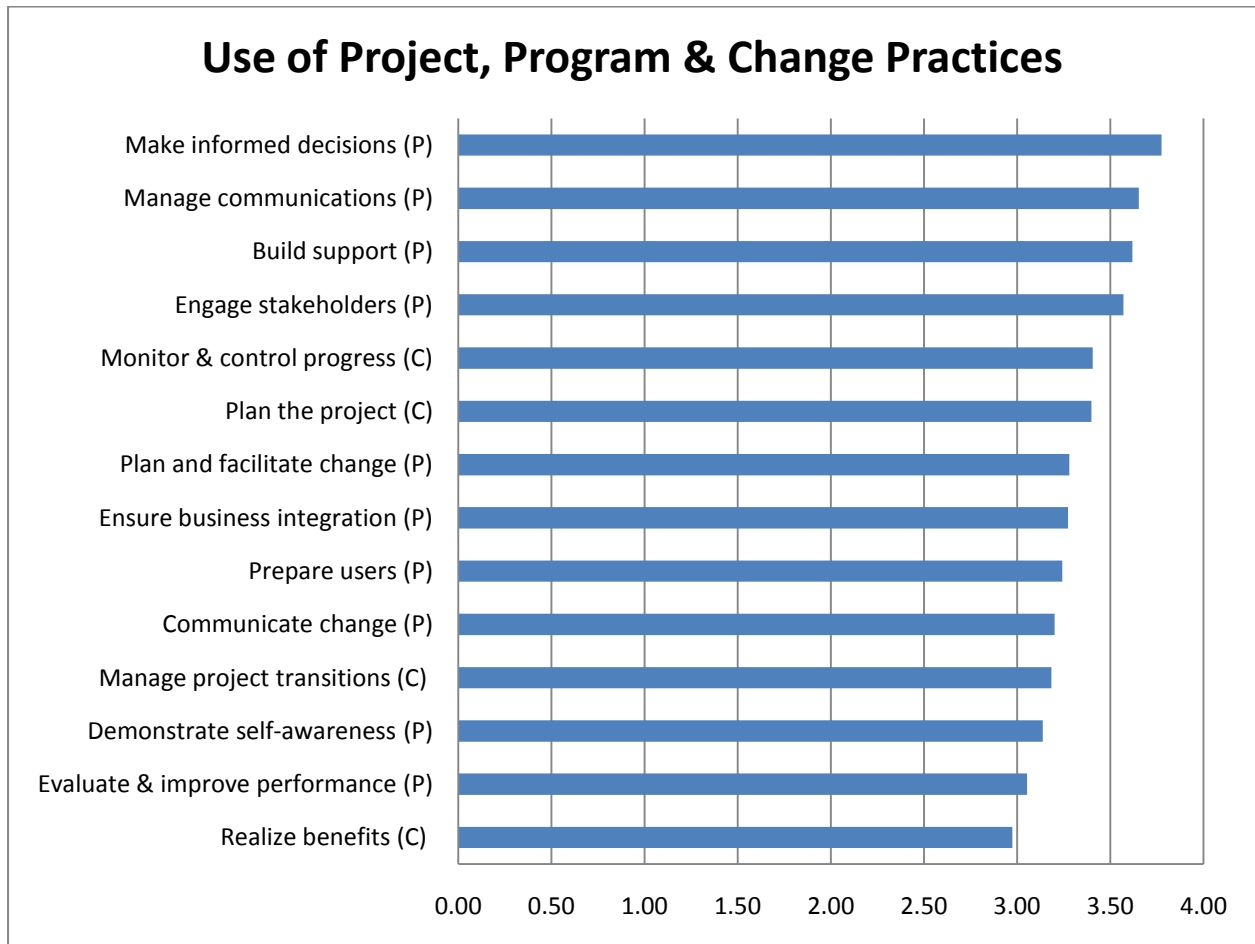 Use of Project, Program & Change Practices
Make informed decisions (P)
Manage communications (P)
Build support (P)
Engage stakeholders (P)
Monitor & control progress (C)
Plan the project (C)
Plan and facilitate change (P)
Ensure business integration (P)
Prepare users (P)
Communicate change (P)
Manage project transitions (C)
Demonstrate self-awareness (P)
Evaluate & improve performance (P)
Realize benefits (C)
0.00 0.50 1.00 1.50 2.00 2.50 3.00 3.50 4.00